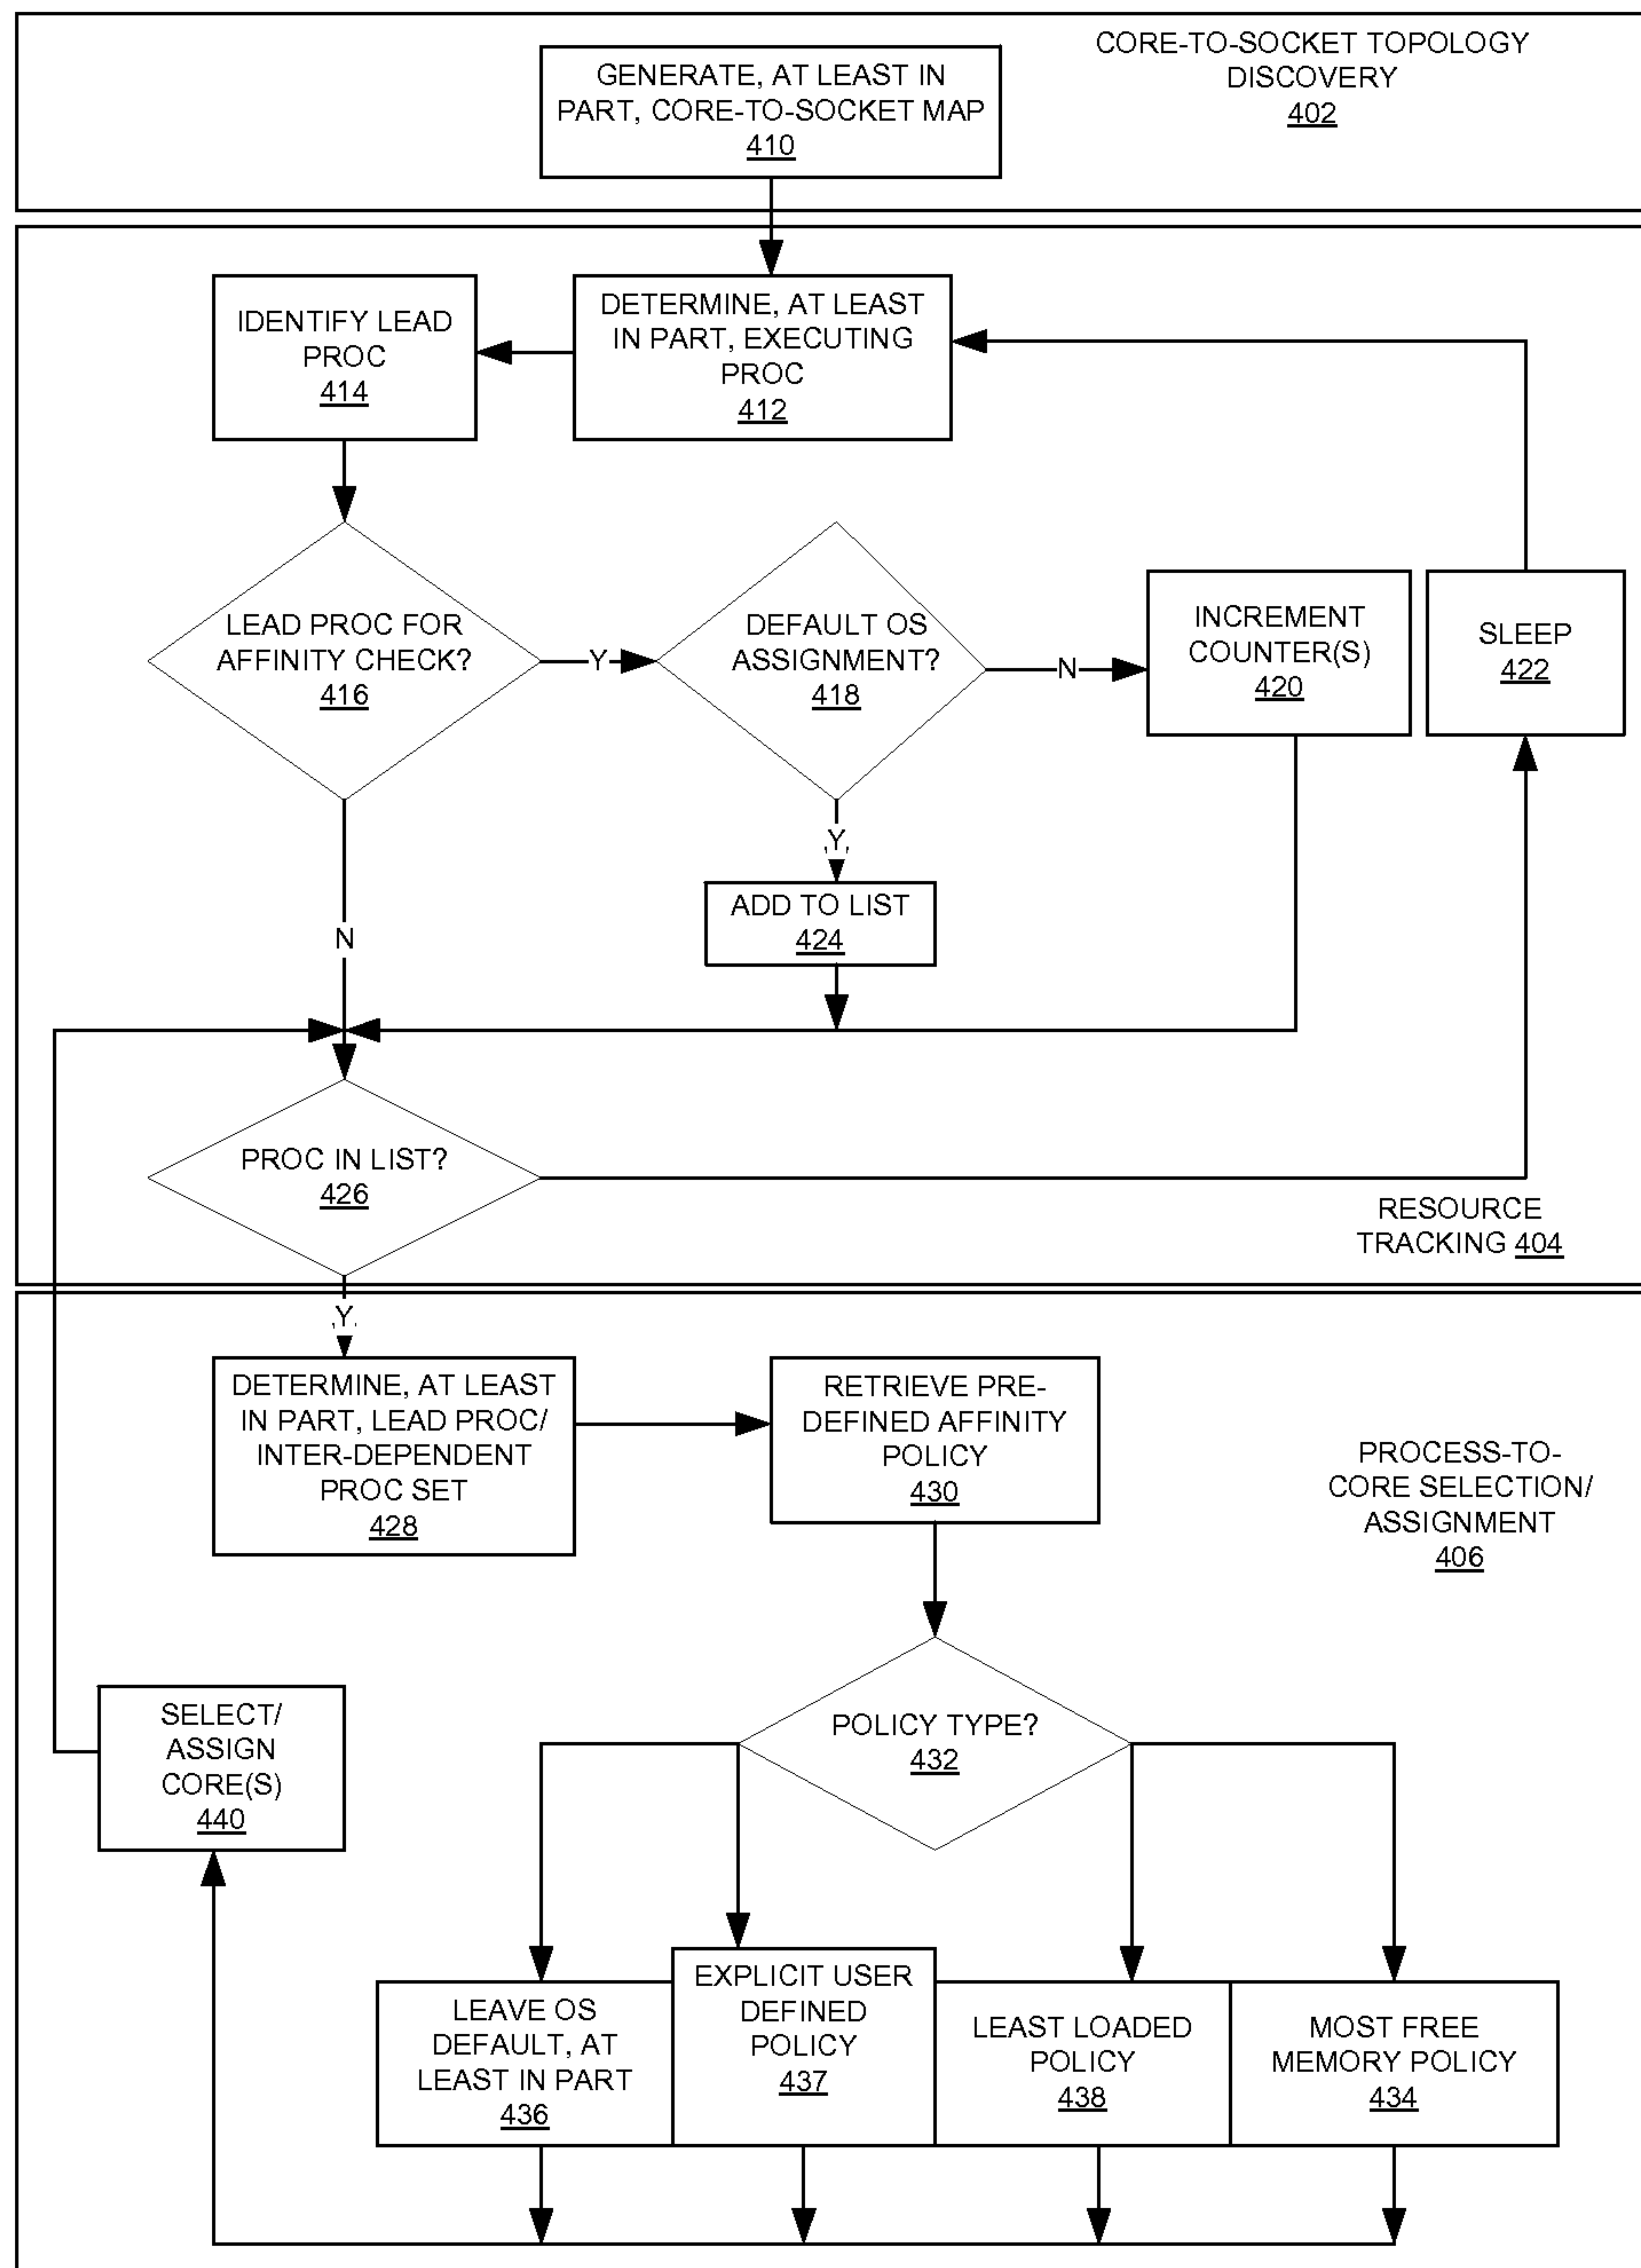 CORE-TO-SOCKET TOPOLOGY
DISCOVERY
402
GENERATE, AT LEAST IN
PART, CORE-TO-SOCKET MAP
410
IDENTIFY LEAD
PROC
414
DETERMINE, AT LEAST
IN PART, EXECUTING
PROC
412
LEAD PROC FOR
AFFINITY CHECK?
416
Y
DEFAULT OS
ASSIGNMENT?
418
N
INCREMENT
COUNTER(S)
420
SLEEP
422
Y
ADD TO LIST
424
N
PROC IN LIST?
426
RESOURCE
TRACKING 404
Y
DETERMINE, AT LEAST
IN PART, LEAD PROC/
INTER-DEPENDENT
PROC SET
428
RETRIEVE PRE-
DEFINED AFFINITY
POLICY
430
PROCESS-TO-
CORE SELECTION/
ASSIGNMENT
406
POLICY TYPE?
432
SELECT/
ASSIGN
CORE(S)
440
LEAVE OS
DEFAULT, AT
LEAST IN PART
436
EXPLICIT USER
DEFINED
POLICY
437
LEAST LOADED
POLICY
438
MOST FREE
MEMORY POLICY
434